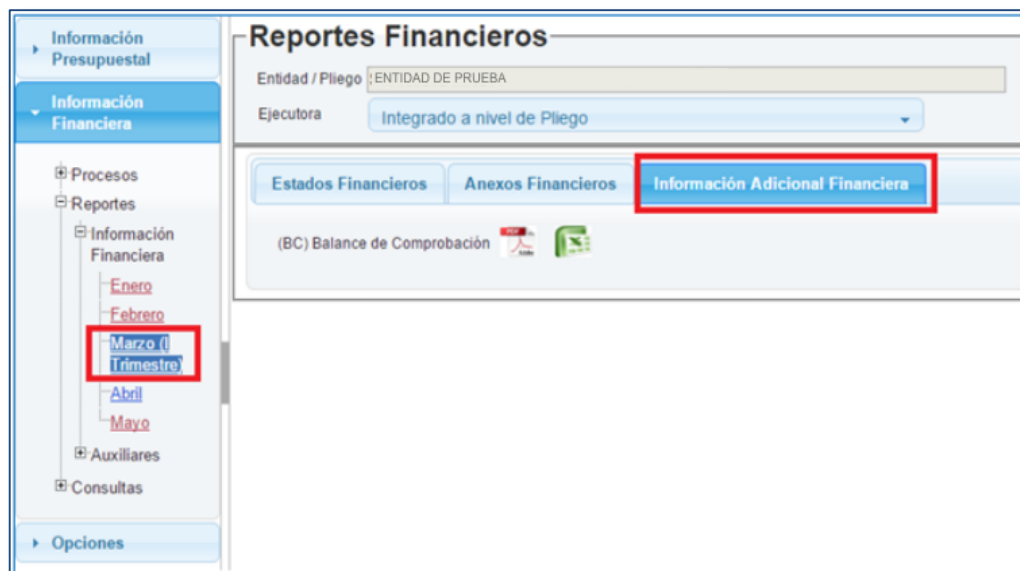 Información
Presupuestal
Información
Financiera
Procesos
Reportes
Información
Financiera
Enero
Febrero
Marzo (I
Trimestre)
Abril
Mayo
Auxiliares
Consultas
Opciones
Reportes Financieros
Entidad / Pliego ENTIDAD DE PRUEBA
Ejecutora Integrado a nivel de Pliego
Estados Financieros Anexos Financieros Información Adicional Financiera
(BC) Balance de Comprobación PDF Adobe